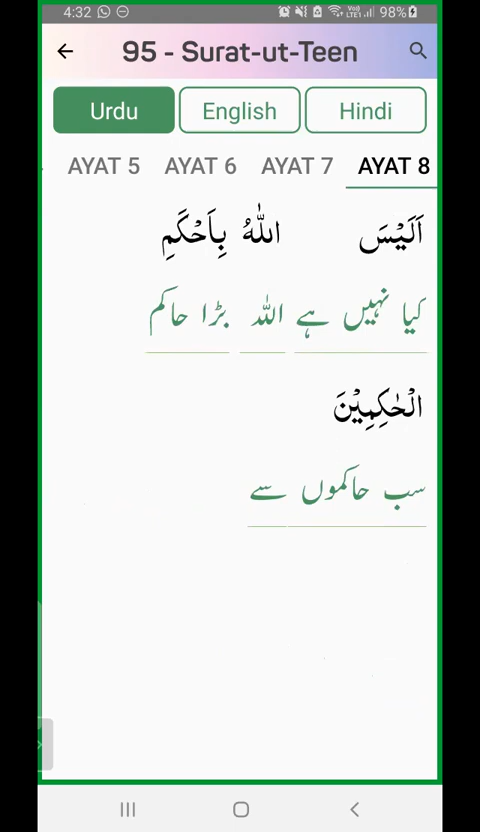 4:32 98%
95 - Surat-ut-Teen
Urdu English Hindi
AYAT 5 AYAT 6 AYAT 7 AYAT 8
اَلَيْسَ اللّٰهُ بِاَحْكَمِ
کیا نہیں ہے اللہ بڑا حاکم
الْحٰكِمِيْنَ
سب حاکموں سے